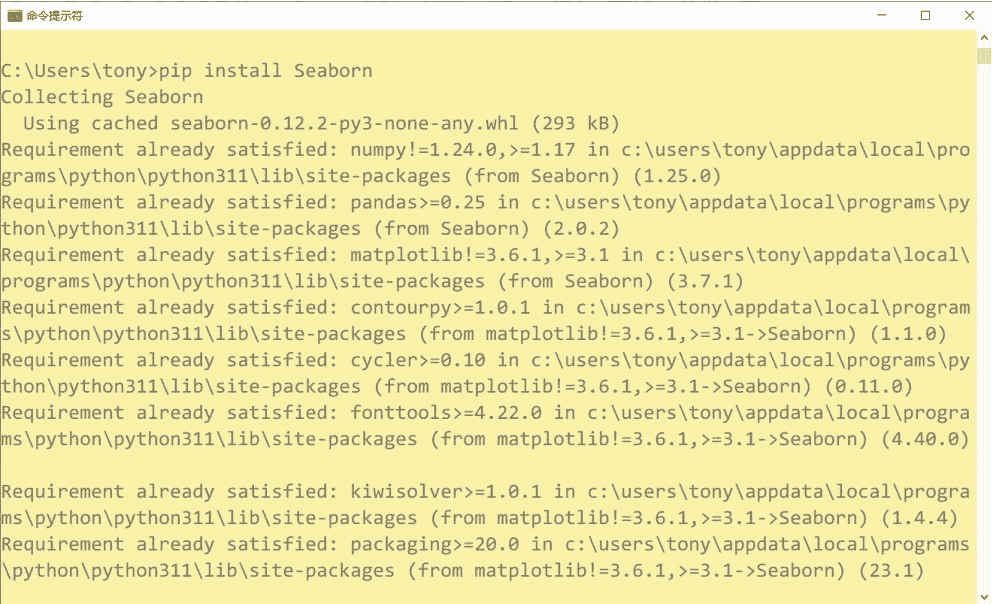 命令提示符
C:\Users\tony>pip install Seaborn
Collecting Seaborn
  Using cached seaborn-0.12.2-py3-none-any.whl (293 kB)
Requirement already satisfied: numpy!=1.24.0,>=1.17 in c:\users\tony\appdata\local\pro
grams\python\python311\lib\site-packages (from Seaborn) (1.25.0)
Requirement already satisfied: pandas>=0.25 in c:\users\tony\appdata\local\programs\py
thon\python311\lib\site-packages (from Seaborn) (2.0.2)
Requirement already satisfied: matplotlib!=3.6.1,>=3.1 in c:\users\tony\appdata\local\
programs\python\python311\lib\site-packages (from Seaborn) (3.7.1)
Requirement already satisfied: contourpy>=1.0.1 in c:\users\tony\appdata\local\program
s\python\python311\lib\site-packages (from matplotlib!=3.6.1,>=3.1->Seaborn) (1.1.0)
Requirement already satisfied: cycler>=0.10 in c:\users\tony\appdata\local\programs\py
thon\python311\lib\site-packages (from matplotlib!=3.6.1,>=3.1->Seaborn) (0.11.0)
Requirement already satisfied: fonttools>=4.22.0 in c:\users\tony\appdata\local\progra
ms\python\python311\lib\site-packages (from matplotlib!=3.6.1,>=3.1->Seaborn) (4.40.0)
Requirement already satisfied: kiwisolver>=1.0.1 in c:\users\tony\appdata\local\progra
ms\python\python311\lib\site-packages (from matplotlib!=3.6.1,>=3.1->Seaborn) (1.4.4)
Requirement already satisfied: packaging>=20.0 in c:\users\tony\appdata\local\programs
\python\python311\lib\site-packages (from matplotlib!=3.6.1,>=3.1->Seaborn) (23.1)